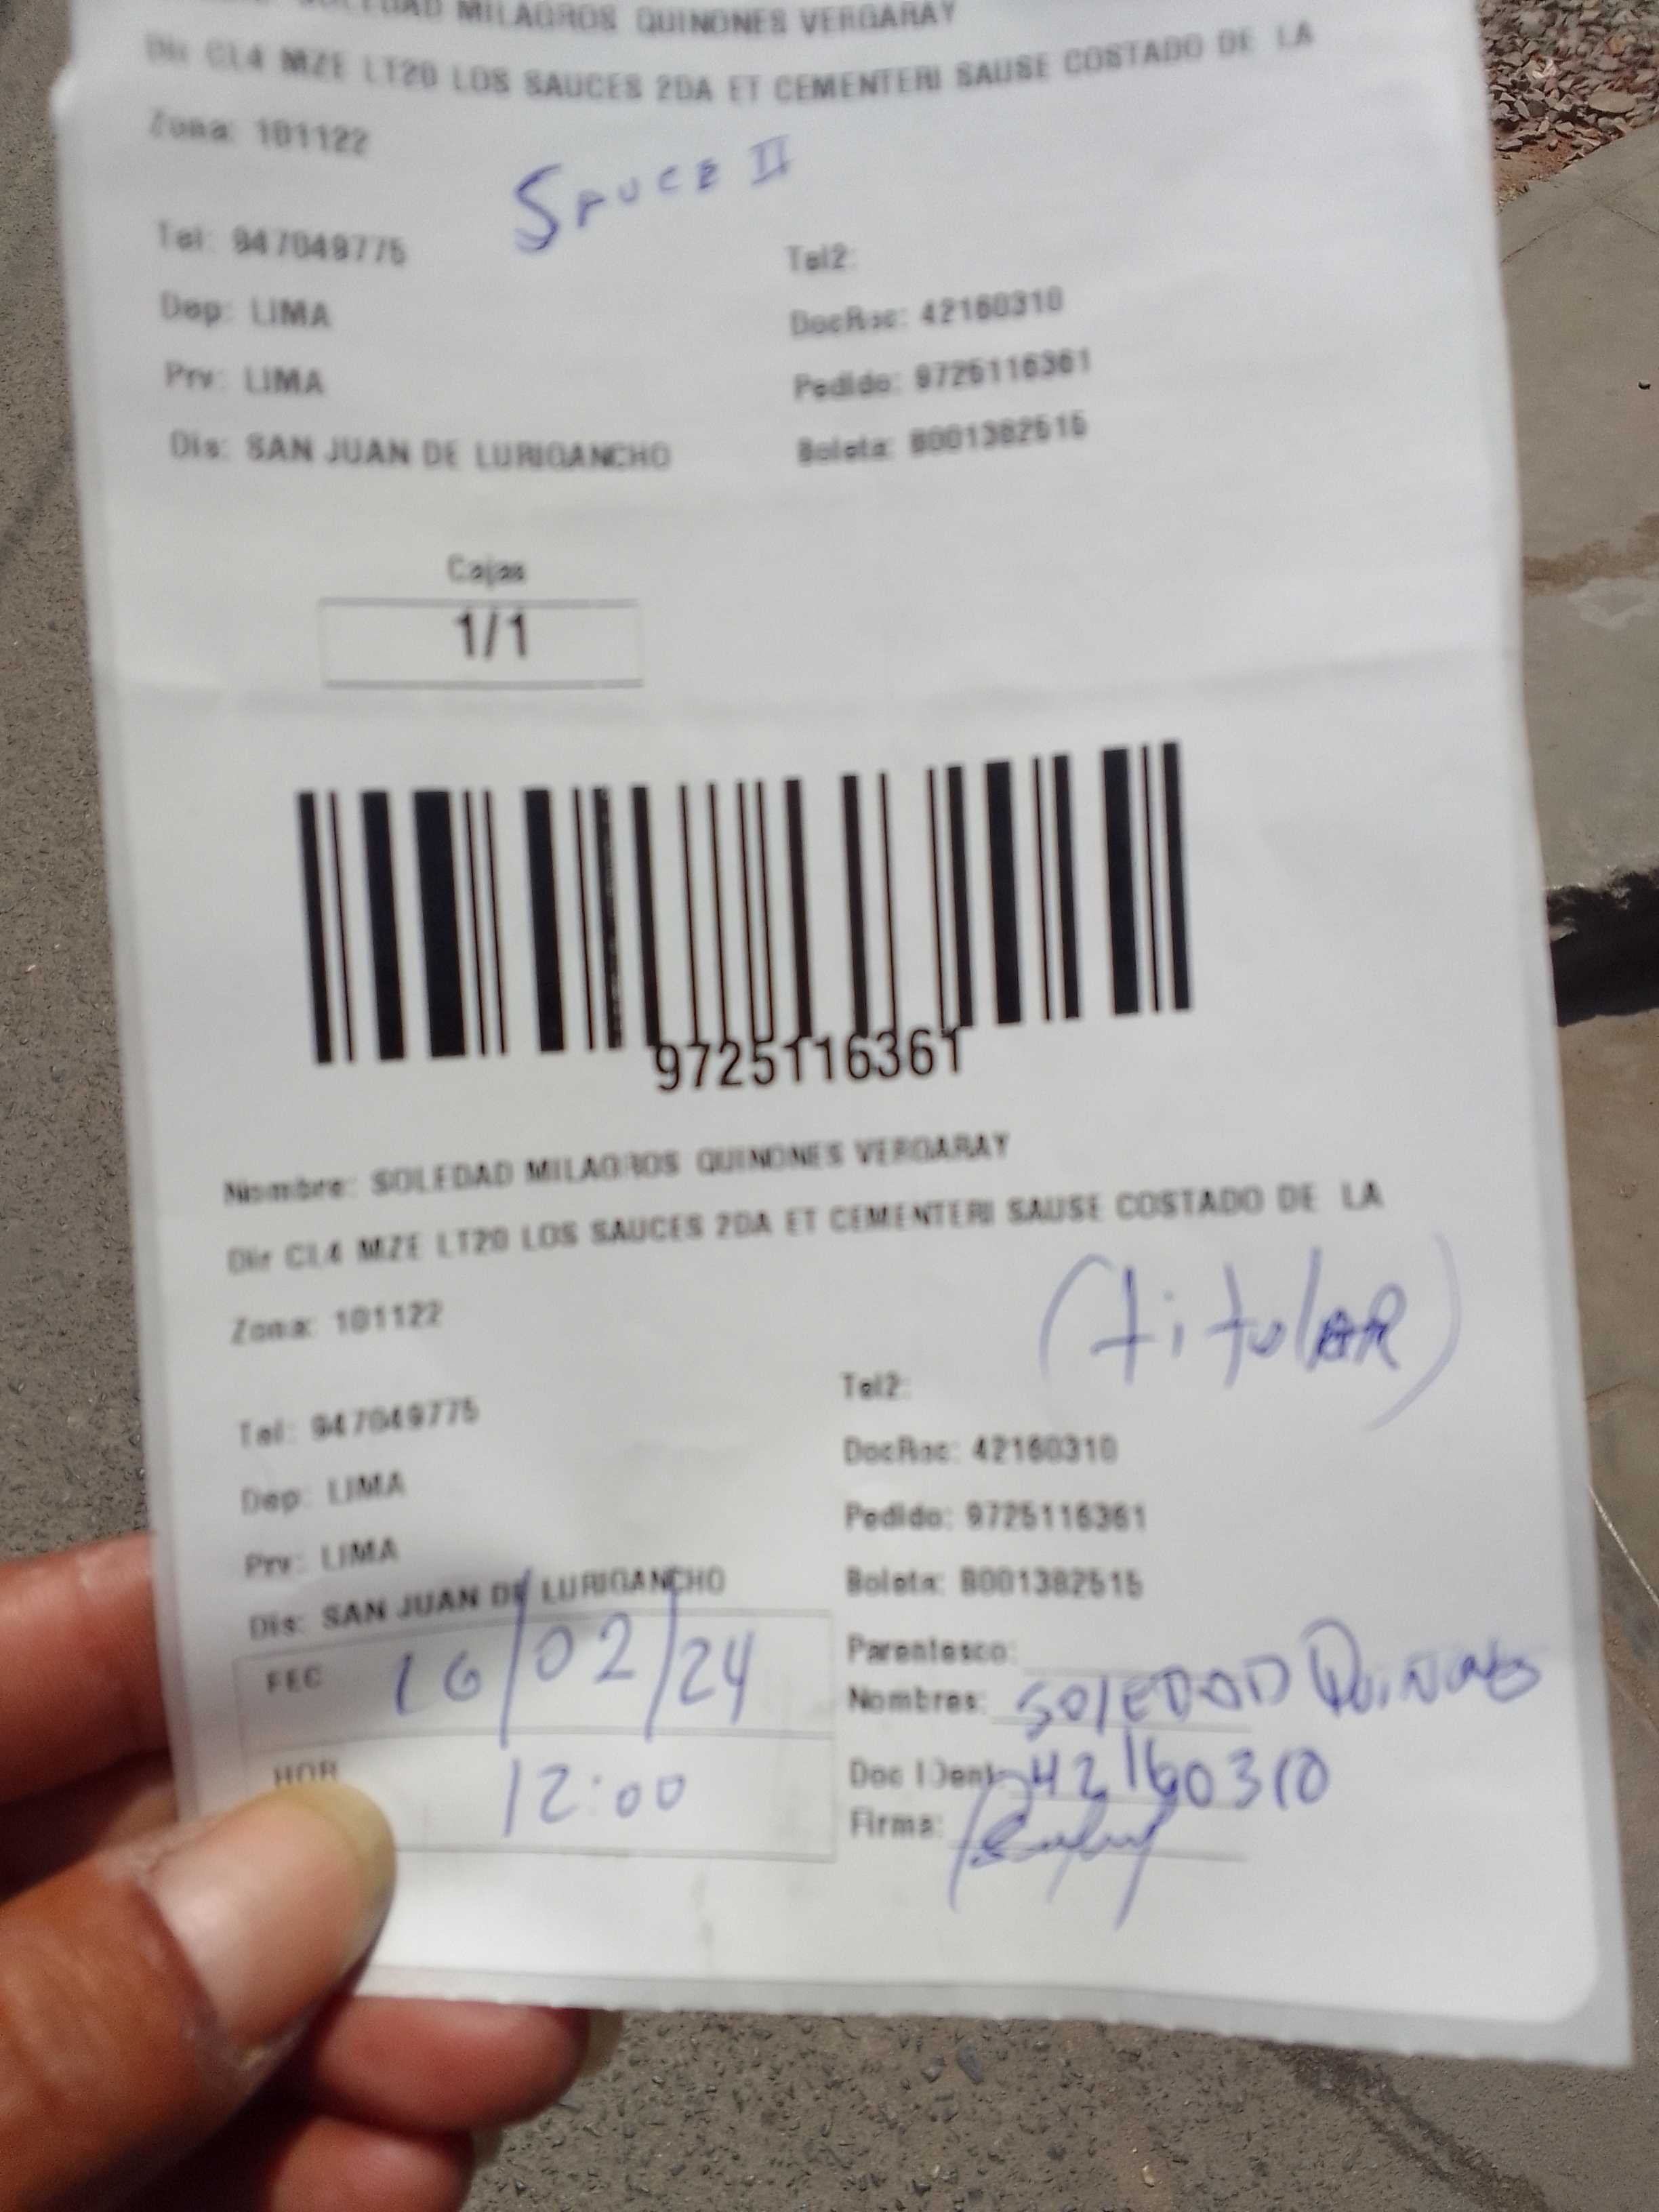 SOLEDAD MILAGROS QUINONES VERGARAY
Dir CL4 MZE LT20 LOS SAUCES 2DA ET CEMENTERI SAUSE COSTADO DE LA
Zona: 101122
SAUCE II
Tel: 947049775
Tel2:
Dep: LIMA
DocRec: 42160310
Prv: LIMA
Pedido: 9725116361
Dis: SAN JUAN DE LURIGANCHO
Boleta: B001382515
Cajas
1/1
9725116361
Nombre: SOLEDAD MILAGROS QUINONES VERGARAY
Dir CL4 MZE LT20 LOS SAUCES 2DA ET CEMENTERI SAUSE COSTADO DE LA
Zona: 101122
(titulAR)
Tel: 947049775
Tel2:
DocRec: 42160310
Dep: LIMA
Pedido: 9725116361
Prv: LIMA
Boleta: B001382515
Dis: SAN JUAN DE LURIGANCHO
Parentesco:
FEC 16/02/24
Nombres: SOLEDAD QUINONES
HOR 12:00
Doc Ident 42160310
Firma: